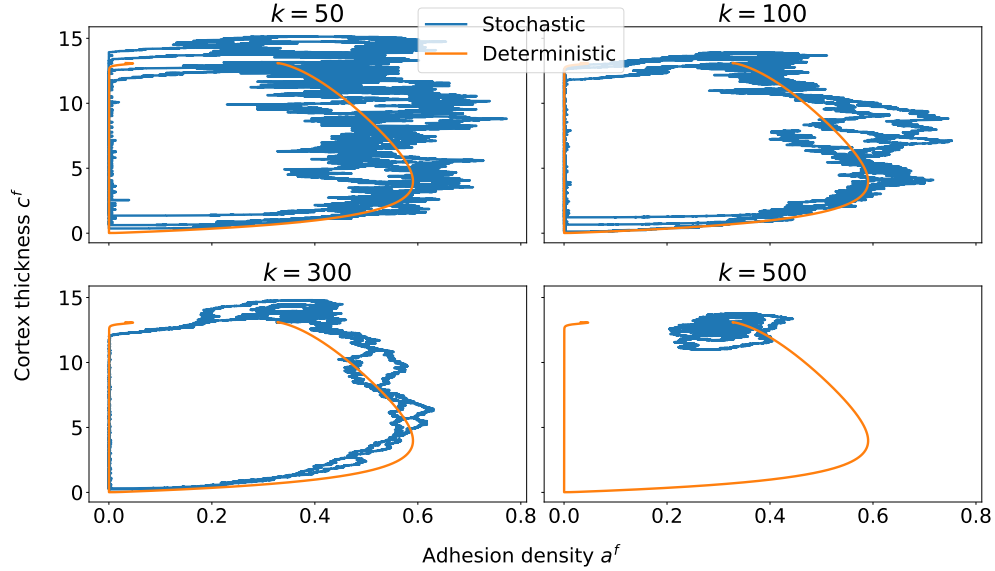 k = 50
k = 100
Stochastic
Deterministic
15
10
5
0
k = 300
k = 500
15
10
5
0
0.0 0.2 0.4 0.6 0.8
0.0 0.2 0.4 0.6 0.8
Cortex thickness c^f
Adhesion density a^f